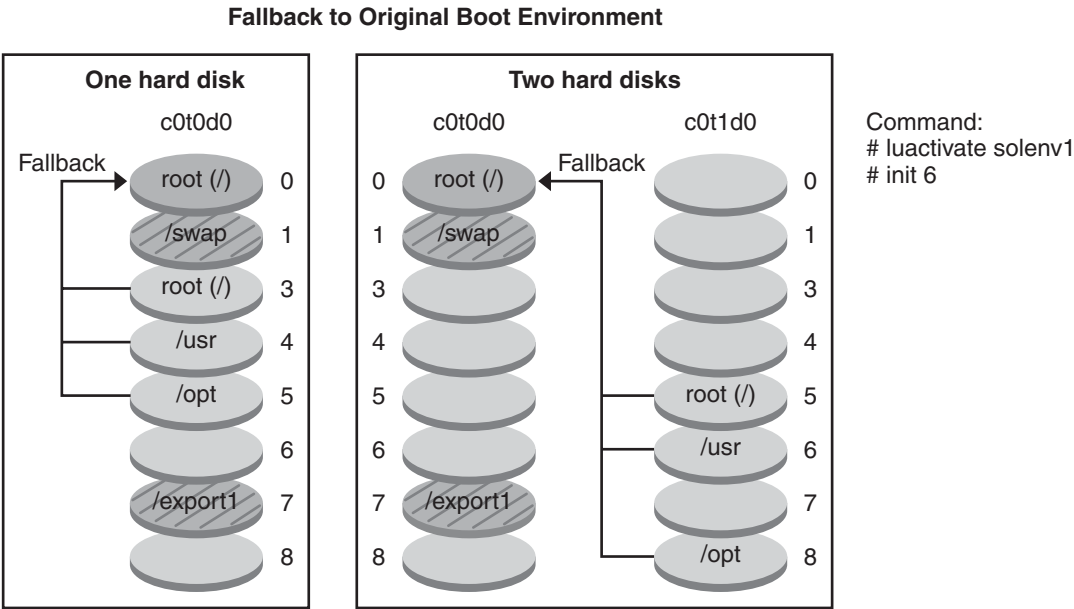 Fallback to Original Boot Environment
One hard disk
c0t0d0
Fallback
root (/) 0
/swap 1
root (/) 3
/usr 4
/opt 5
6
/export1 7
8
Two hard disks
c0t0d0 c0t1d0
Fallback
0 root (/) 0
1 /swap 1
3 3
4 4
5 root (/) 5
6 /usr 6
7 /export1 7
8 /opt 8
Command:
# luactivate solenv1
# init 6